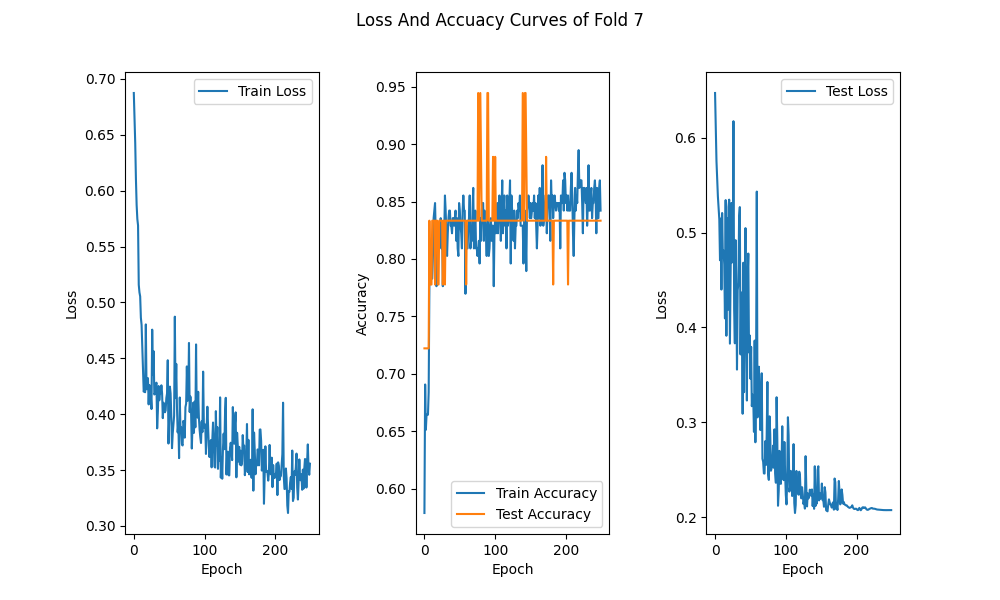 Loss And Accuacy Curves of Fold 7
0.70
0.65
0.60
0.55
0.50
0.45
0.40
0.35
0.30
Loss
0
100
200
Epoch
Train Loss
0.95
0.90
0.85
0.80
0.75
0.70
0.65
0.60
Accuracy
0
100
200
Epoch
Train Accuracy
Test Accuracy
0.6
0.5
0.4
0.3
0.2
Loss
0
100
200
Epoch
Test Loss